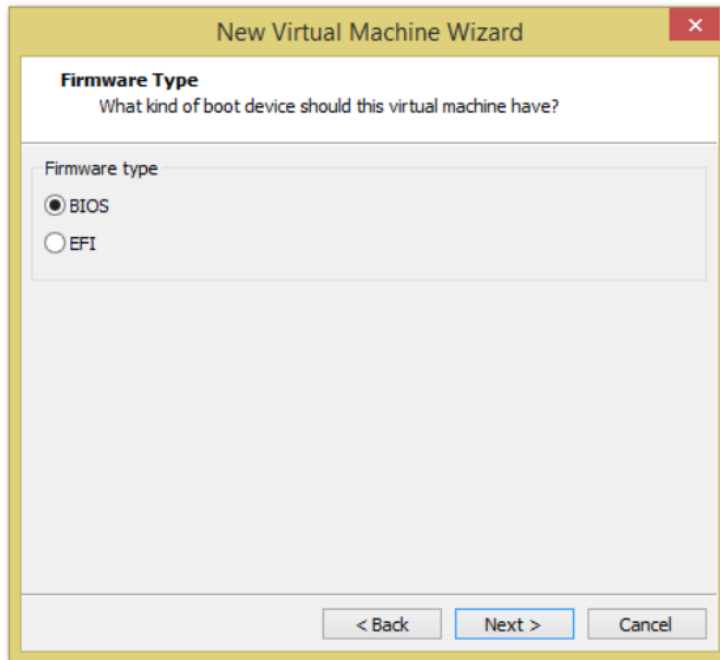 New Virtual Machine Wizard
Firmware Type
What kind of boot device should this virtual machine have?
Firmware type
BIOS
EFI
< Back Next > Cancel